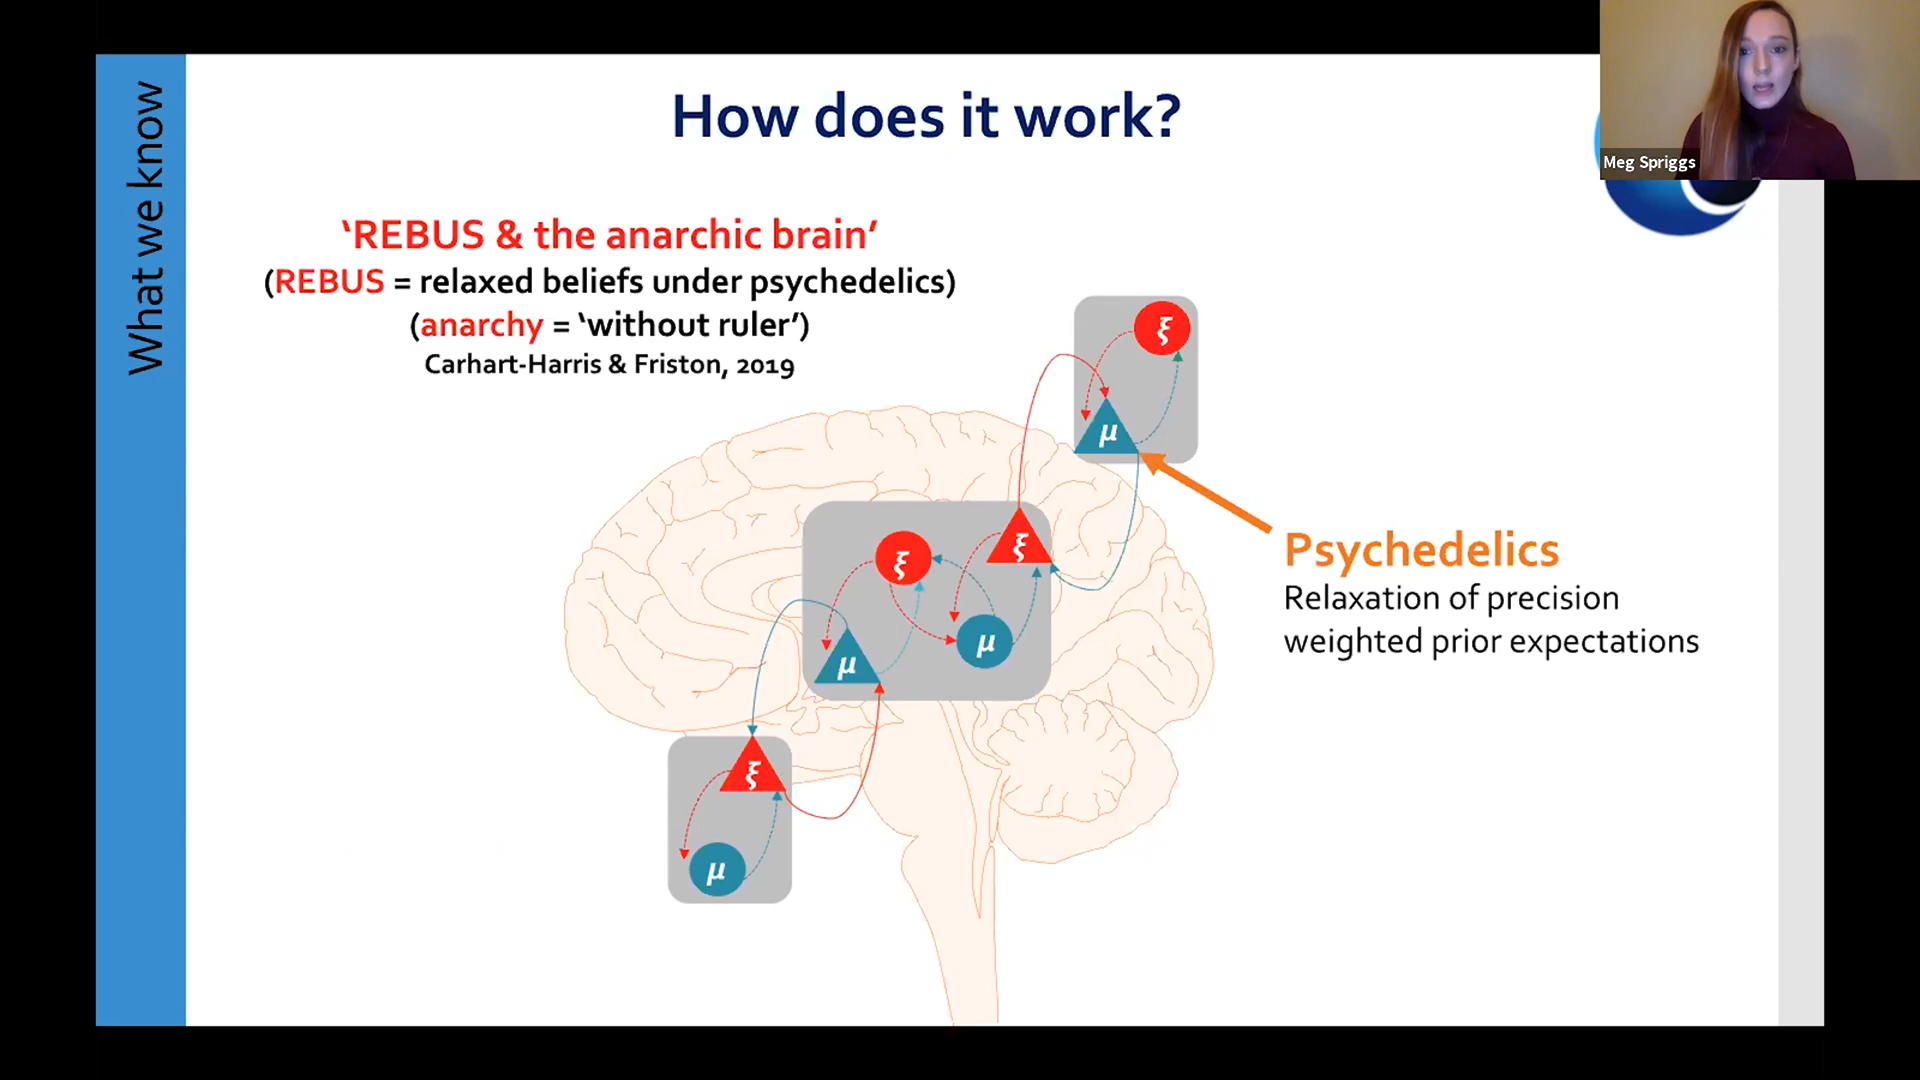 How does it work?
What we know
Meg Spriggs
‘REBUS & the anarchic brain’
(REBUS = relaxed beliefs under psychedelics)
(anarchy = ‘without ruler’)
Carhart-Harris & Friston, 2019
ξ
μ
ξ
ξ
μ
μ
Psychedelics
Relaxation of precision
weighted prior expectations
ξ
μ